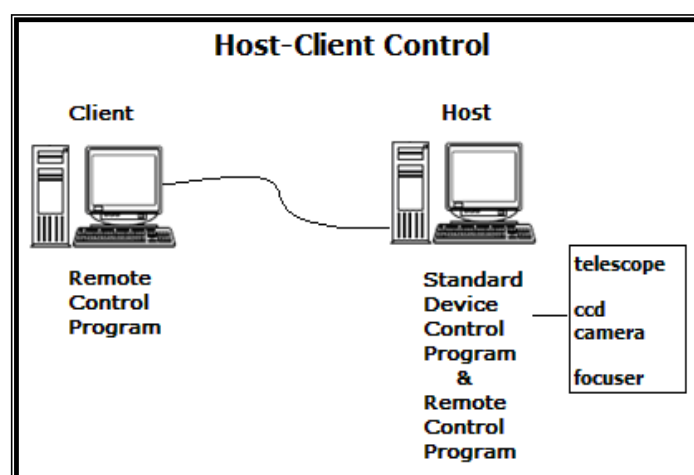 Host-Client Control
Client
Host
Remote
Control
Program
Standard
Device
Control
Program
&
Remote
Control
Program
telescope
ccd
camera
focuser